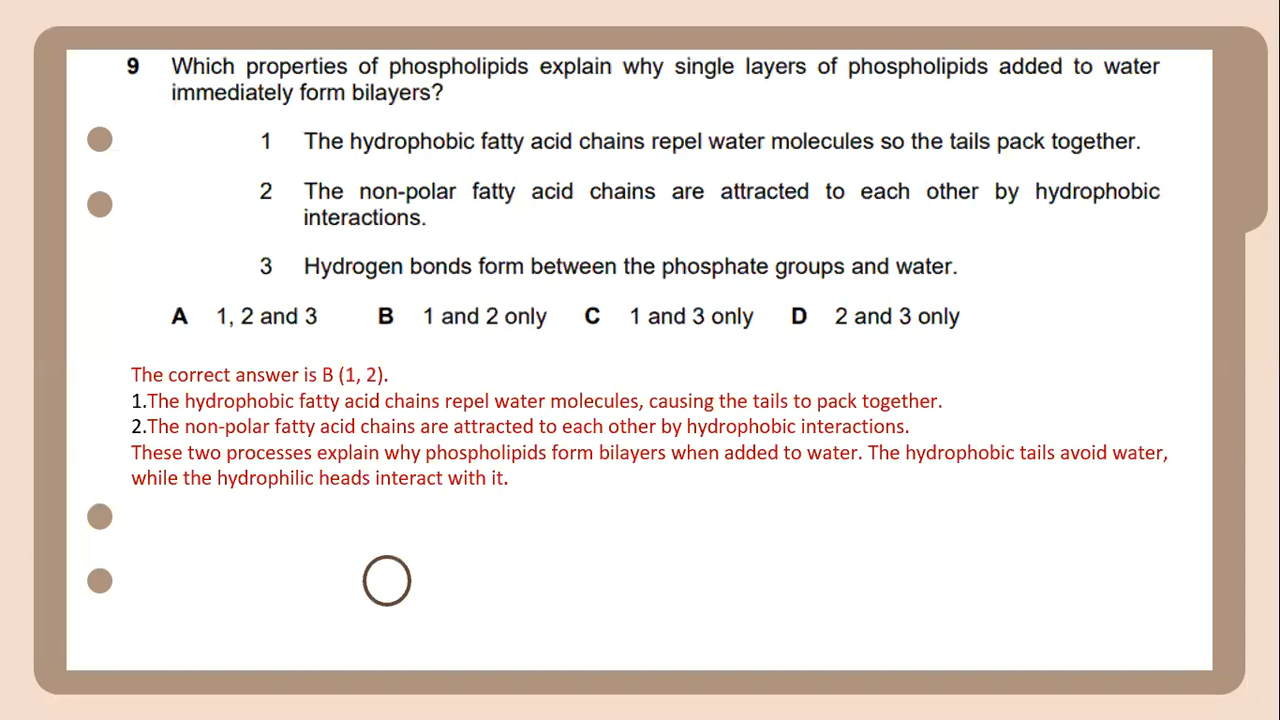 9 Which properties of phospholipids explain why single layers of phospholipids added to water
immediately form bilayers?
1 The hydrophobic fatty acid chains repel water molecules so the tails pack together.
2 The non-polar fatty acid chains are attracted to each other by hydrophobic
interactions.
3 Hydrogen bonds form between the phosphate groups and water.
A 1, 2 and 3 B 1 and 2 only C 1 and 3 only D 2 and 3 only
The correct answer is B (1, 2).
1.The hydrophobic fatty acid chains repel water molecules, causing the tails to pack together.
2.The non-polar fatty acid chains are attracted to each other by hydrophobic interactions.
These two processes explain why phospholipids form bilayers when added to water. The hydrophobic tails avoid water,
while the hydrophilic heads interact with it.